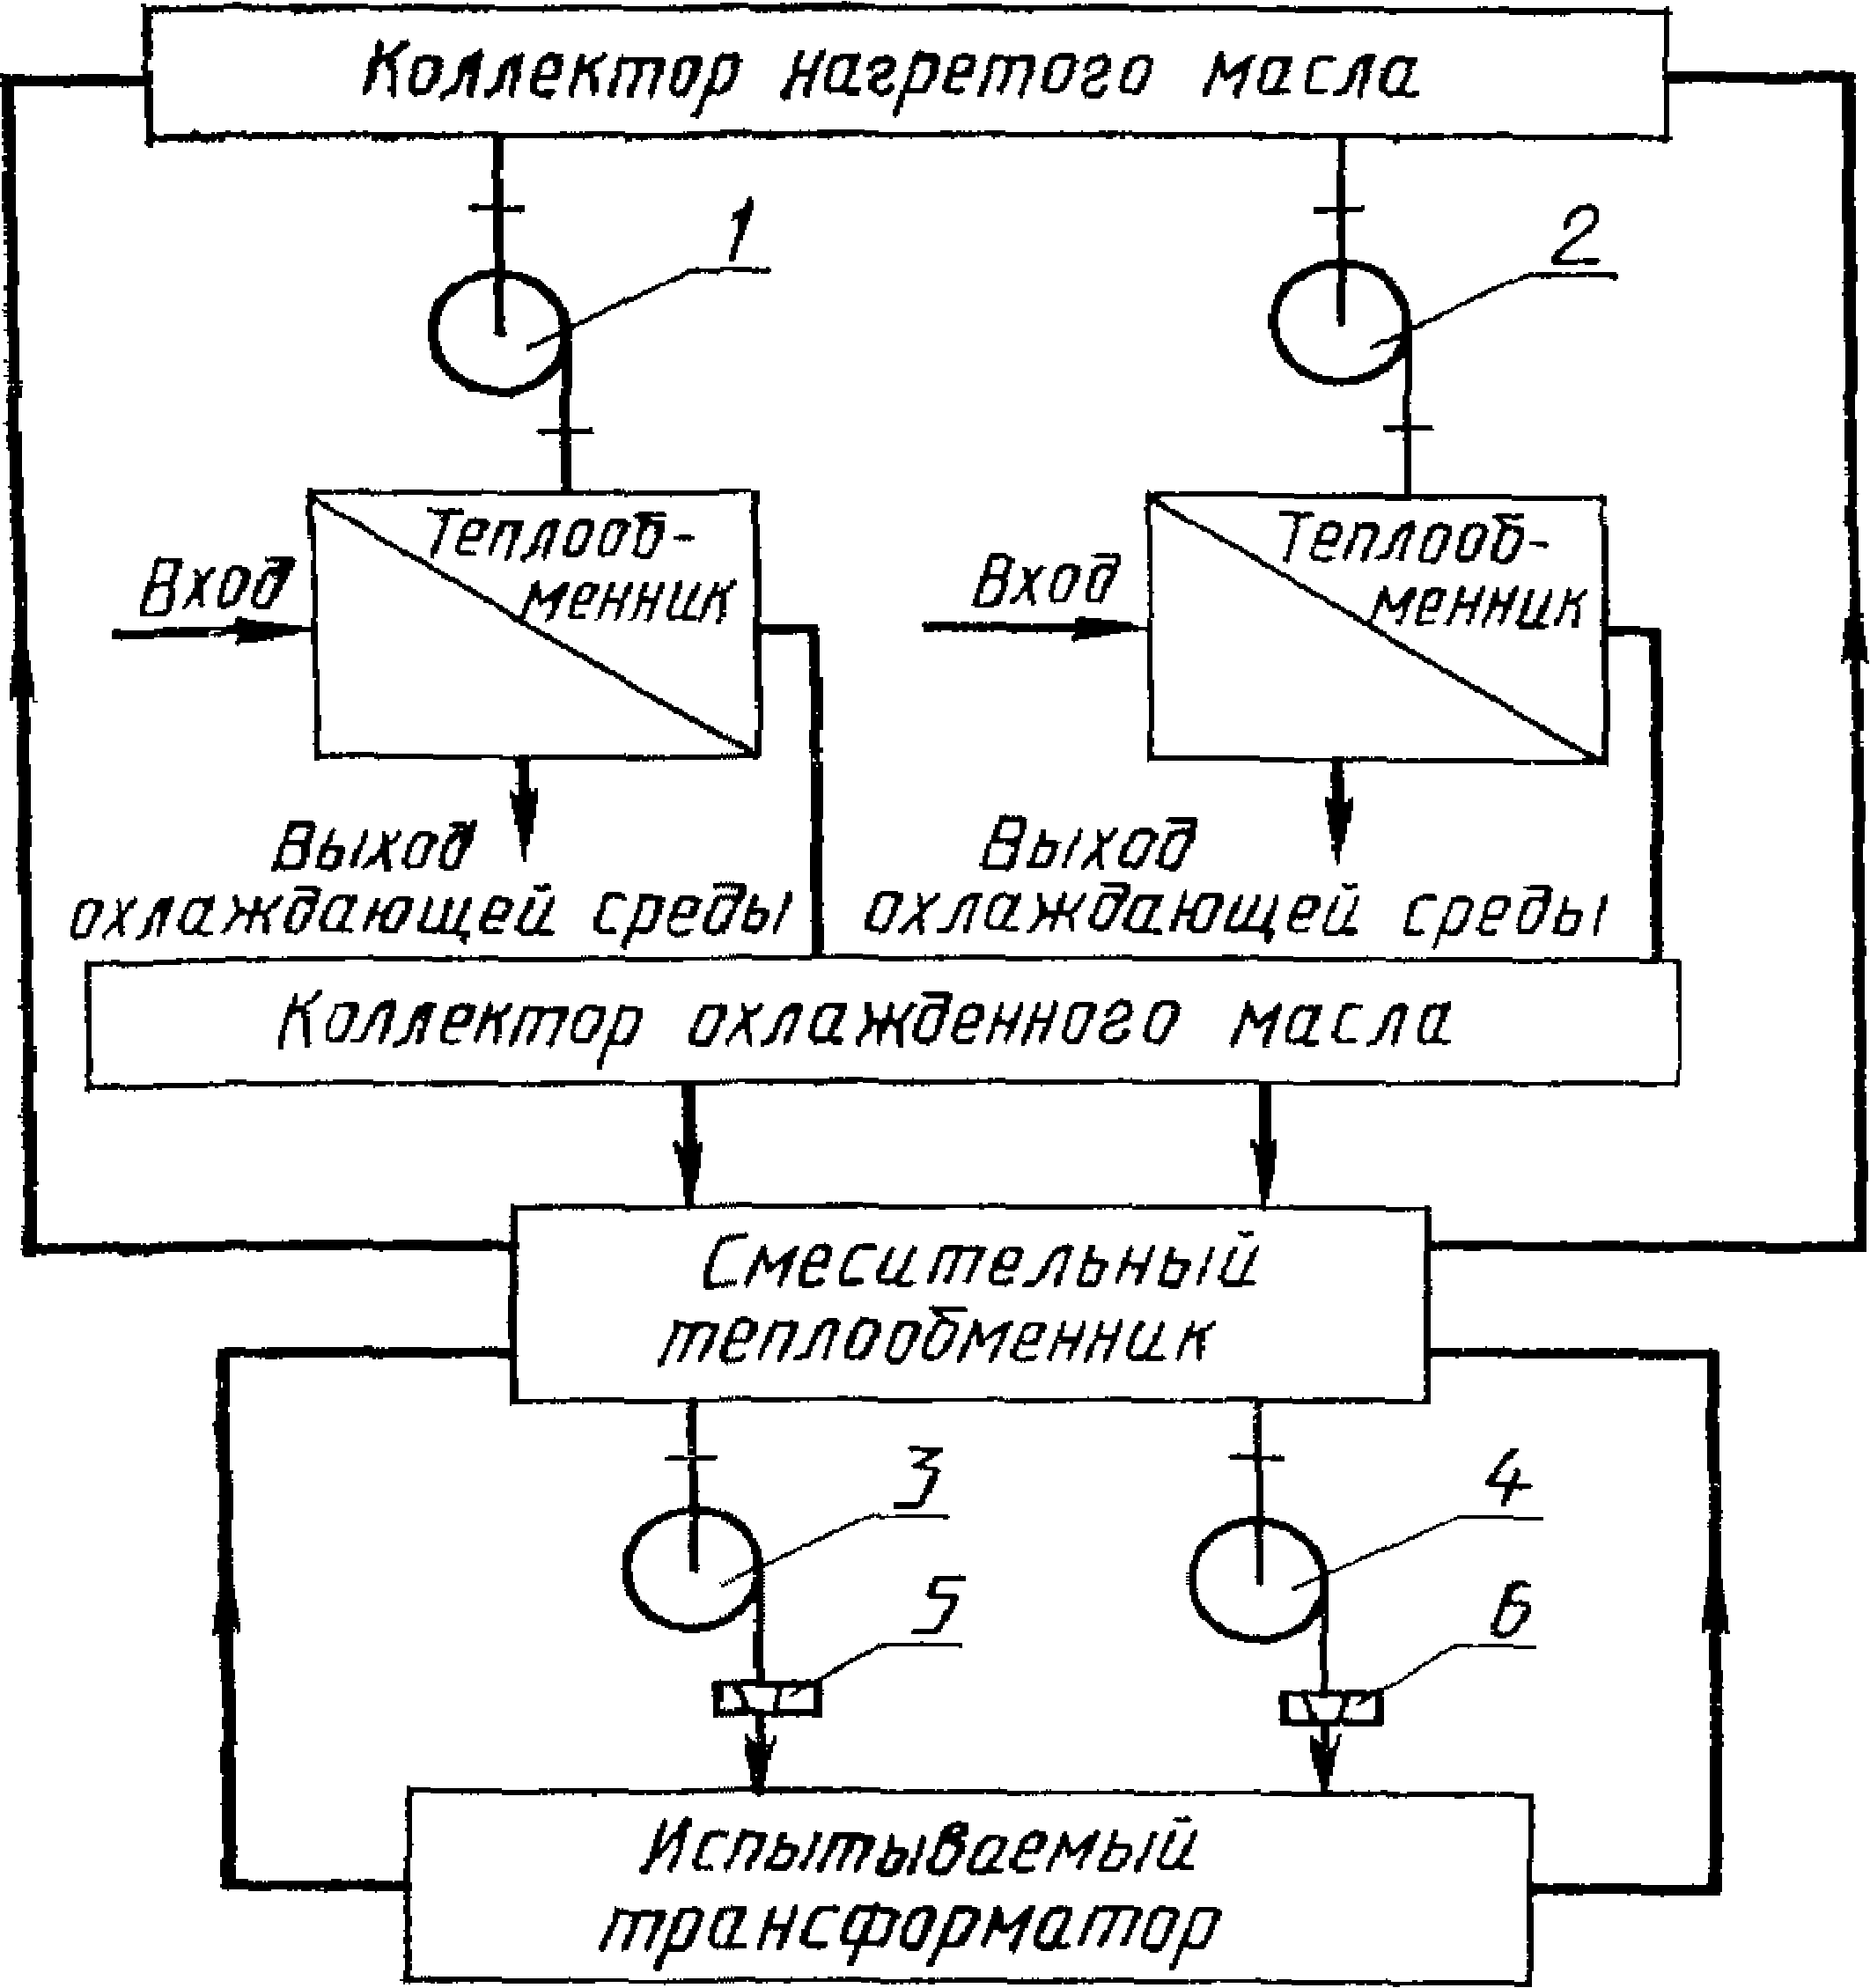 Коллектор нагретого масла
1
2
Теплооб-
менник
Вход
Теплооб-
менник
Вход
Выход
охлаждающей среды
Выход
охлаждающей среды
Коллектор охлажденного масла
Смесительный
теплообменник
3
4
5
6
Испытываемый
трансформатор